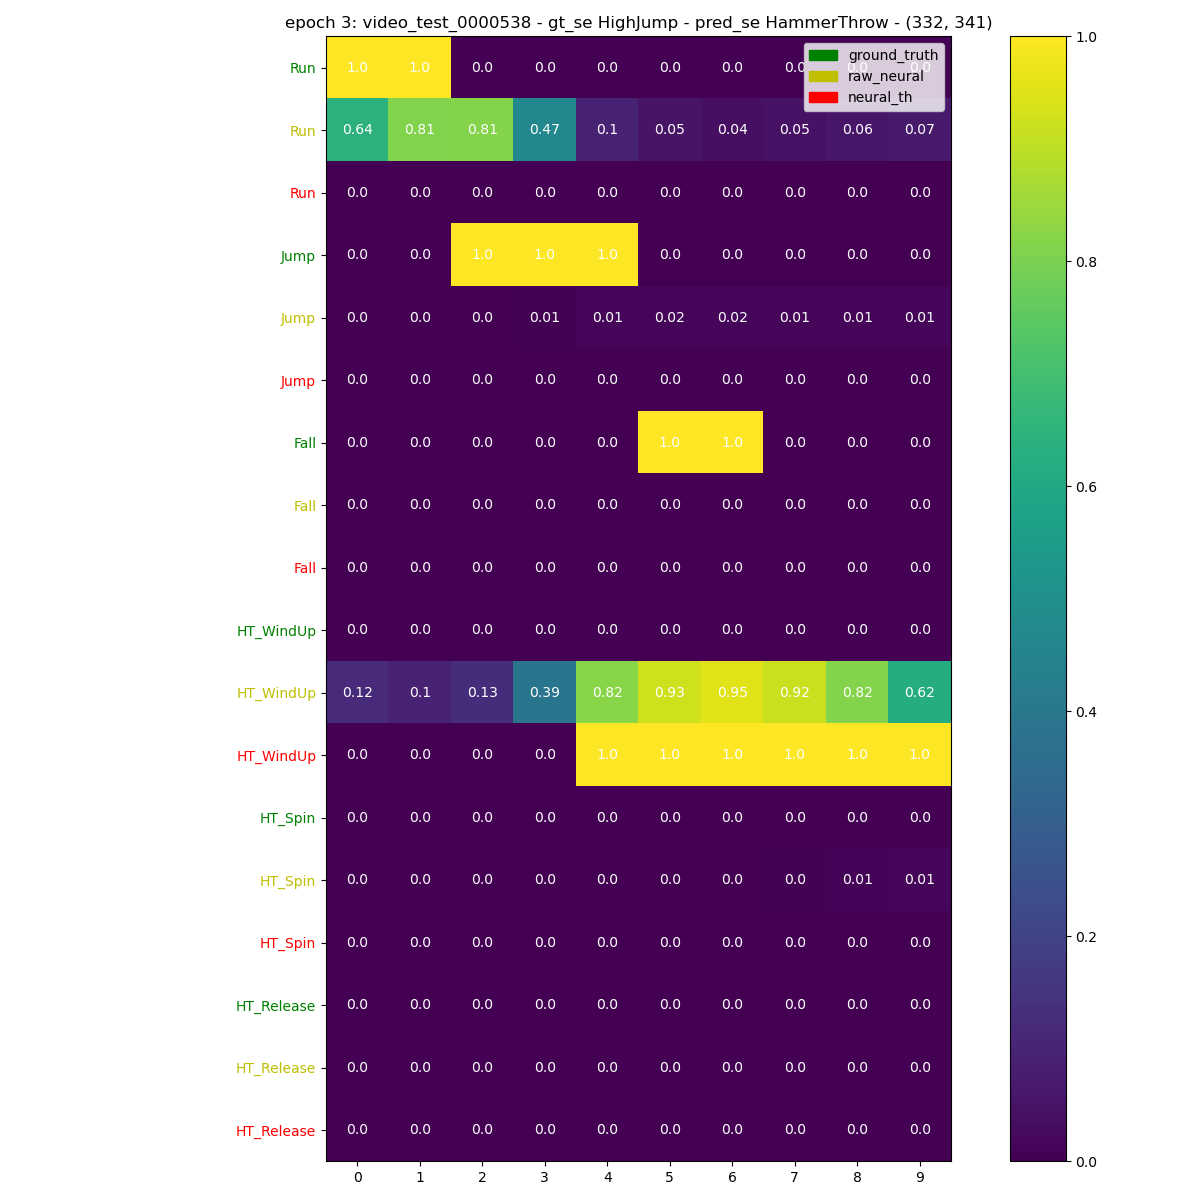 epoch 3: video_test_0000538 - gt_se HighJump - pred_se HammerThrow - (332, 341)
ground_truth
raw_neural
neural_th
Run 1.0 1.0 0.0 0.0 0.0 0.0 0.0 0.0 0.0 0.0
Run 0.64 0.81 0.81 0.47 0.1 0.05 0.04 0.05 0.06 0.07
Run 0.0 0.0 0.0 0.0 0.0 0.0 0.0 0.0 0.0 0.0
Jump 0.0 0.0 1.0 1.0 1.0 0.0 0.0 0.0 0.0 0.0
Jump 0.0 0.0 0.0 0.01 0.01 0.02 0.02 0.01 0.01 0.01
Jump 0.0 0.0 0.0 0.0 0.0 0.0 0.0 0.0 0.0 0.0
Fall 0.0 0.0 0.0 0.0 0.0 1.0 1.0 0.0 0.0 0.0
Fall 0.0 0.0 0.0 0.0 0.0 0.0 0.0 0.0 0.0 0.0
Fall 0.0 0.0 0.0 0.0 0.0 0.0 0.0 0.0 0.0 0.0
HT_WindUp 0.0 0.0 0.0 0.0 0.0 0.0 0.0 0.0 0.0 0.0
HT_WindUp 0.12 0.1 0.13 0.39 0.82 0.93 0.95 0.92 0.82 0.62
HT_WindUp 0.0 0.0 0.0 0.0 1.0 1.0 1.0 1.0 1.0 1.0
HT_Spin 0.0 0.0 0.0 0.0 0.0 0.0 0.0 0.0 0.0 0.0
HT_Spin 0.0 0.0 0.0 0.0 0.0 0.0 0.0 0.0 0.01 0.01
HT_Spin 0.0 0.0 0.0 0.0 0.0 0.0 0.0 0.0 0.0 0.0
HT_Release 0.0 0.0 0.0 0.0 0.0 0.0 0.0 0.0 0.0 0.0
HT_Release 0.0 0.0 0.0 0.0 0.0 0.0 0.0 0.0 0.0 0.0
HT_Release 0.0 0.0 0.0 0.0 0.0 0.0 0.0 0.0 0.0 0.0
0 1 2 3 4 5 6 7 8 9
1.0
0.8
0.6
0.4
0.2
0.0